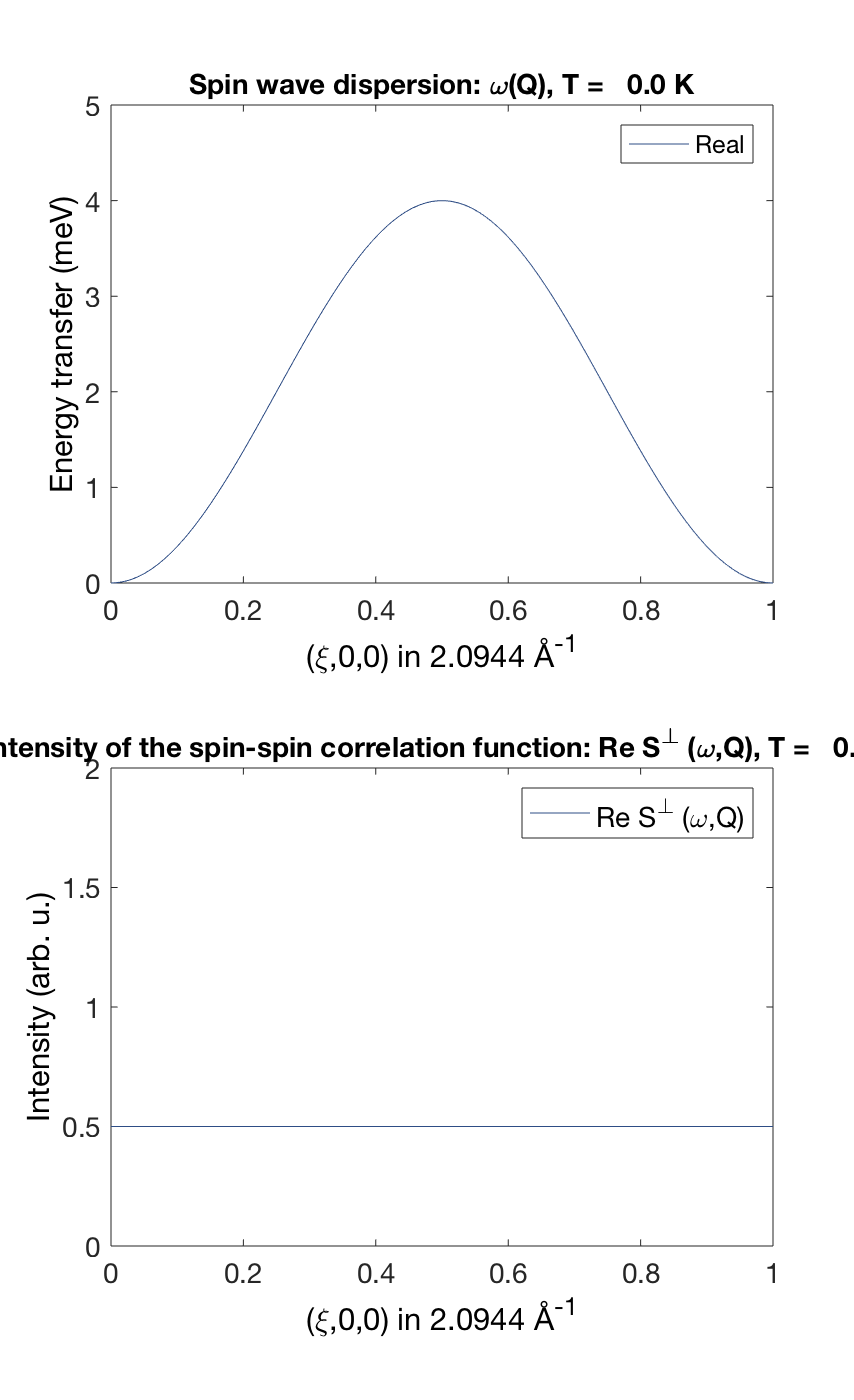 Spin wave dispersion: ω(Q), T = 0.0 K
5
4
3
2
1
0
Energy transfer (meV)
Real
0 0.2 0.4 0.6 0.8 1
(ξ,0,0) in 2.0944 Å⁻¹
ntensity of the spin-spin correlation function: Re S⊥ (ω,Q), T = 0.
2
1.5
1
0.5
0
Intensity (arb. u.)
Re S⊥ (ω,Q)
0 0.2 0.4 0.6 0.8 1
(ξ,0,0) in 2.0944 Å⁻¹